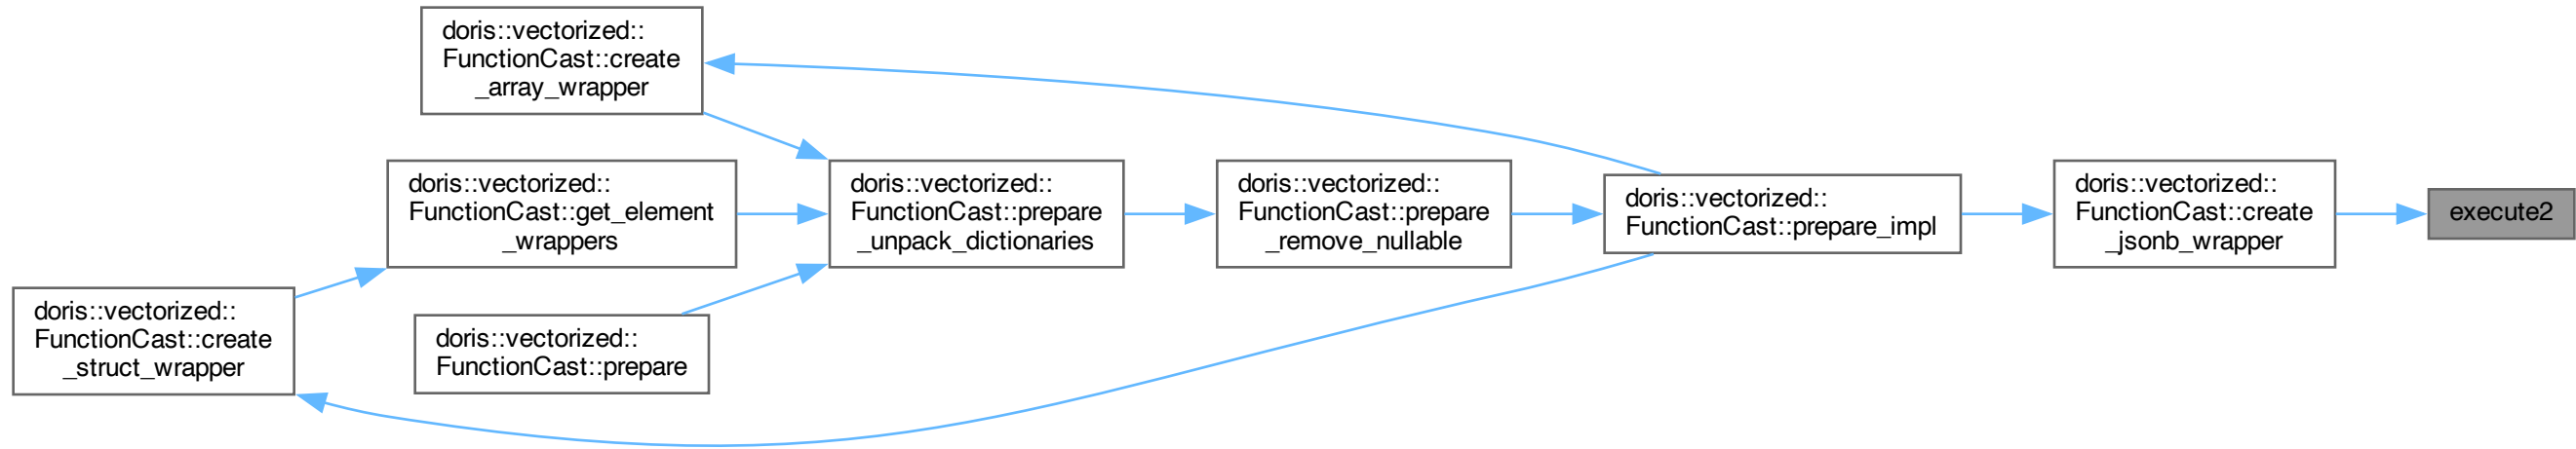 doris::vectorized::
FunctionCast::create
_array_wrapper
doris::vectorized::
FunctionCast::get_element
_wrappers
doris::vectorized::
FunctionCast::create
_struct_wrapper
doris::vectorized::
FunctionCast::prepare
doris::vectorized::
FunctionCast::prepare
_unpack_dictionaries
doris::vectorized::
FunctionCast::prepare
_remove_nullable
doris::vectorized::
FunctionCast::prepare_impl
doris::vectorized::
FunctionCast::create
_jsonb_wrapper
execute2